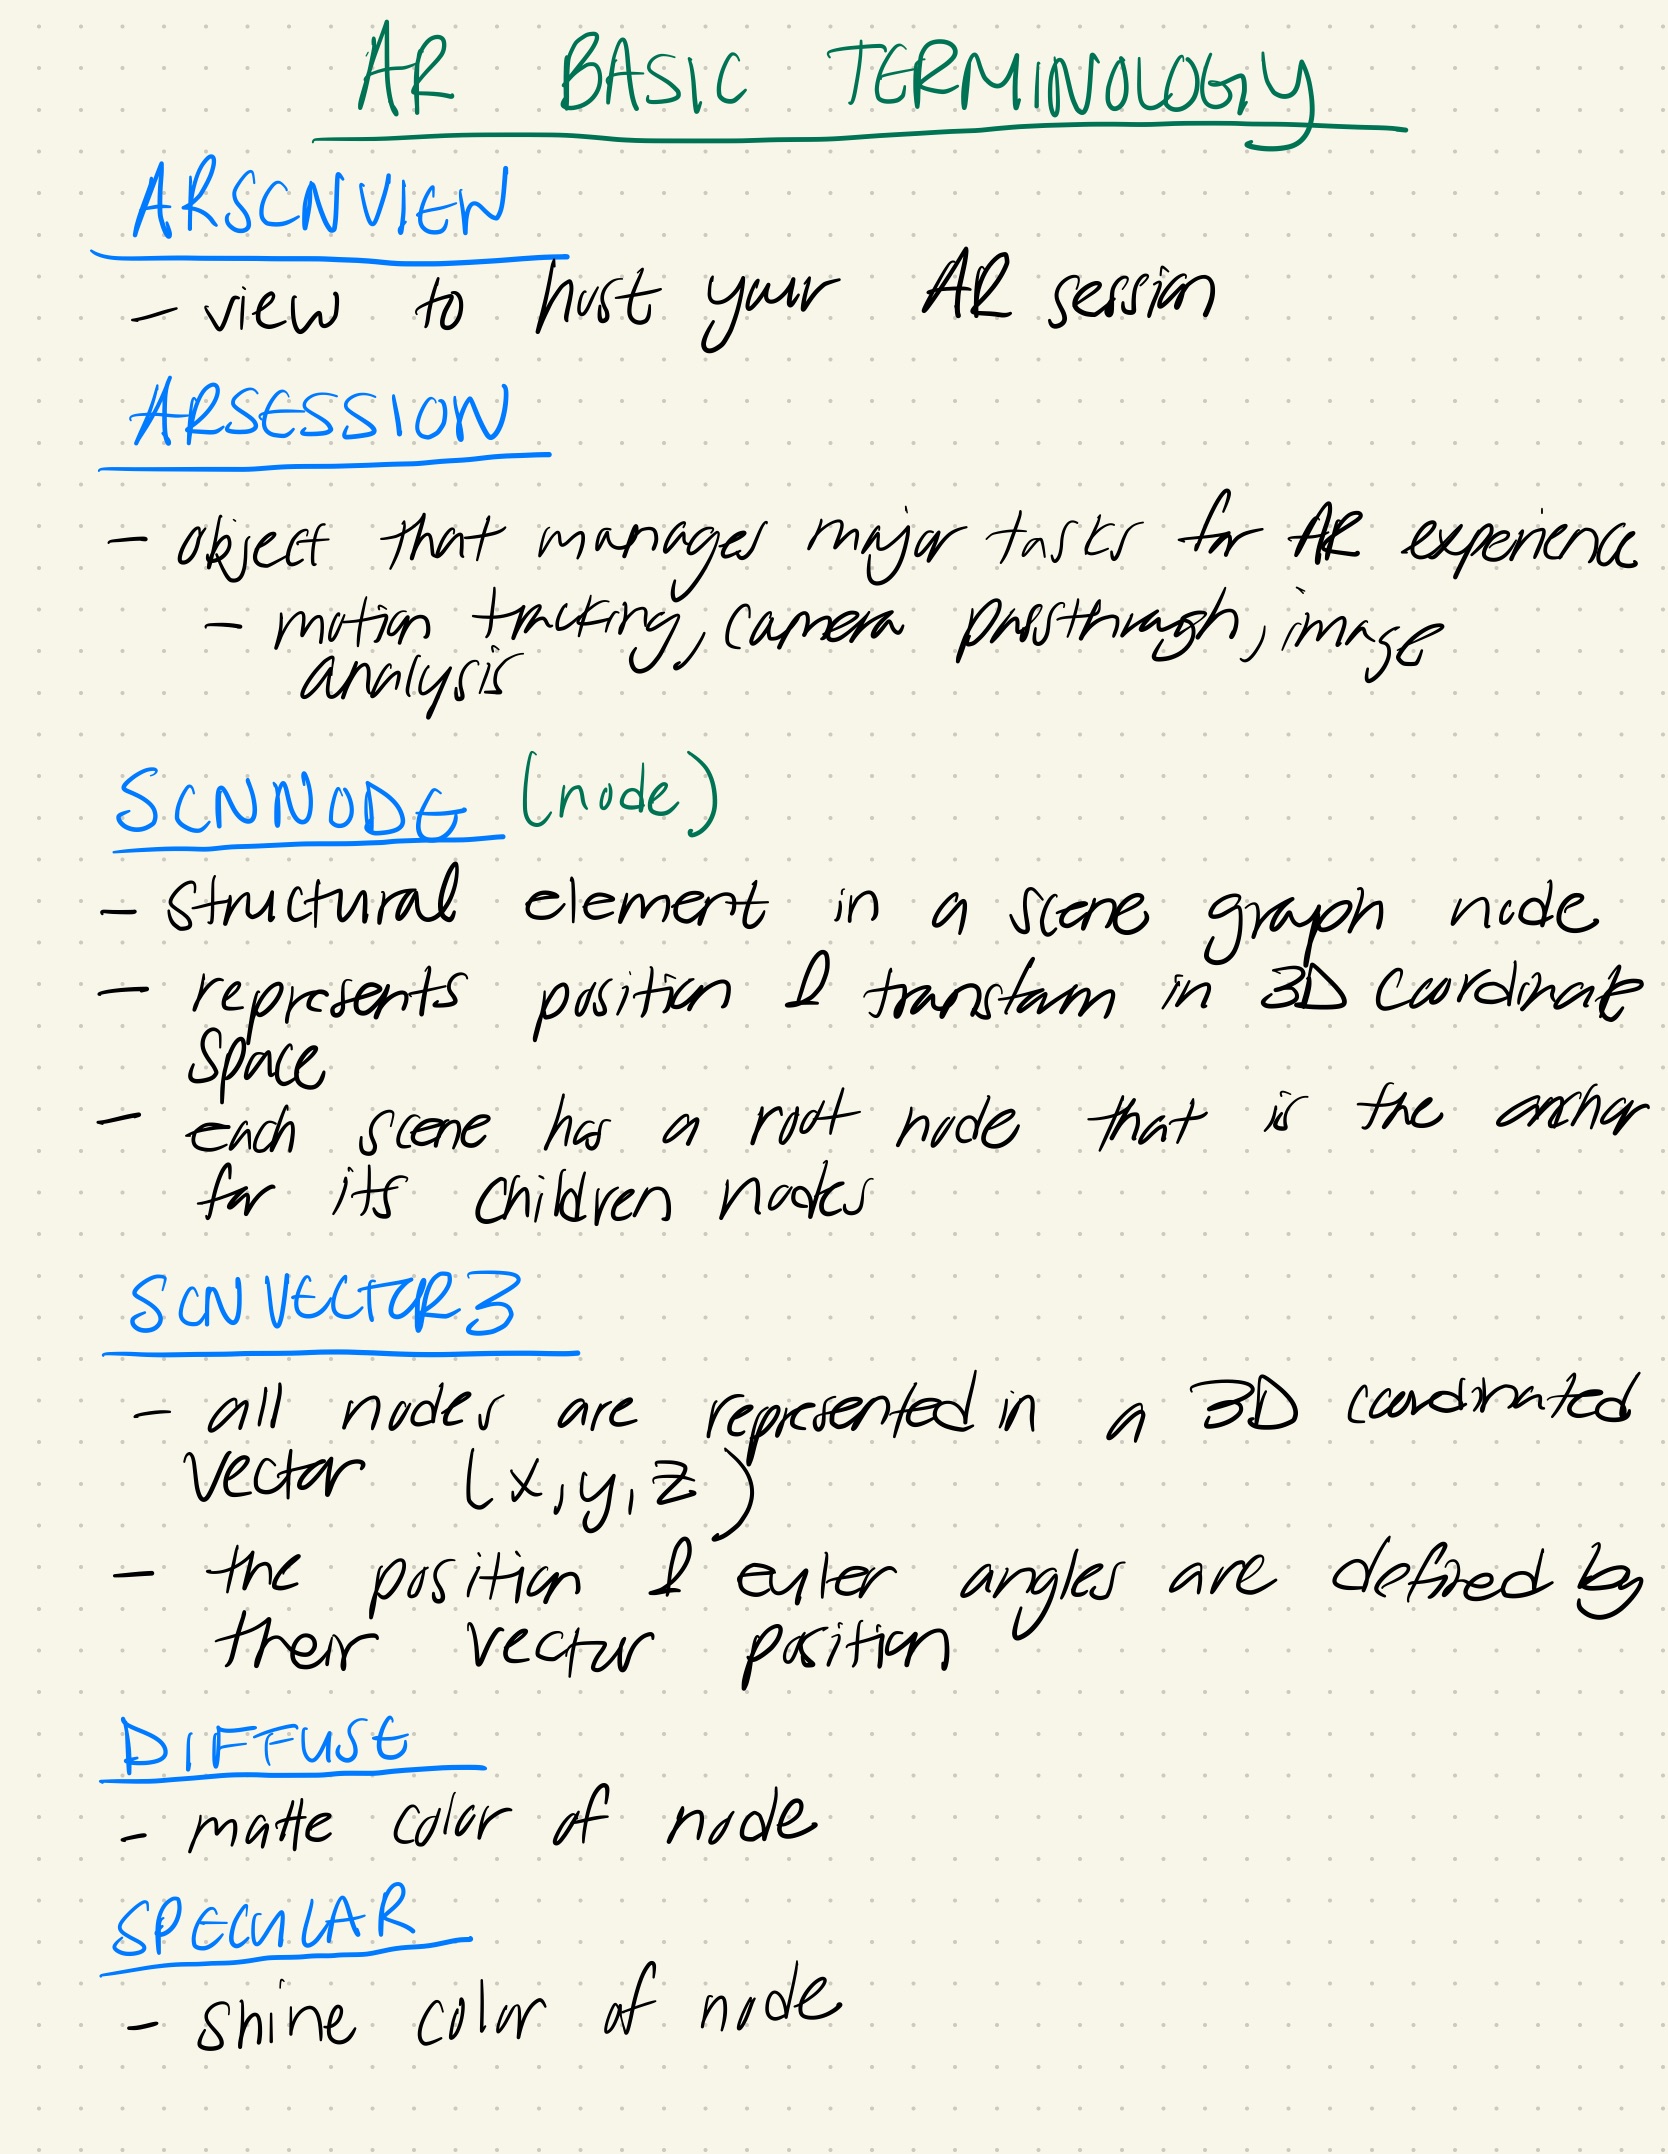 AR BASIC TERMINOLOGY
ARSCNVIEW
- view to host your AR session
ARSESSION
- object that manages major tasks for AR experience
- motion tracking, camera passthrough, image
analysis
SCNNODE (node)
- structural element in a scene graph node
- represents position & transform in 3D coordinate
space
- each scene has a root node that is the anchor
for its children nodes
SCNVECTOR3
- all nodes are represented in a 3D coordinated
vector (x,y,z)
- the position & euler angles are defined by
their vector position
DIFFUSE
- matte color of node
SPECULAR
- shine color of node